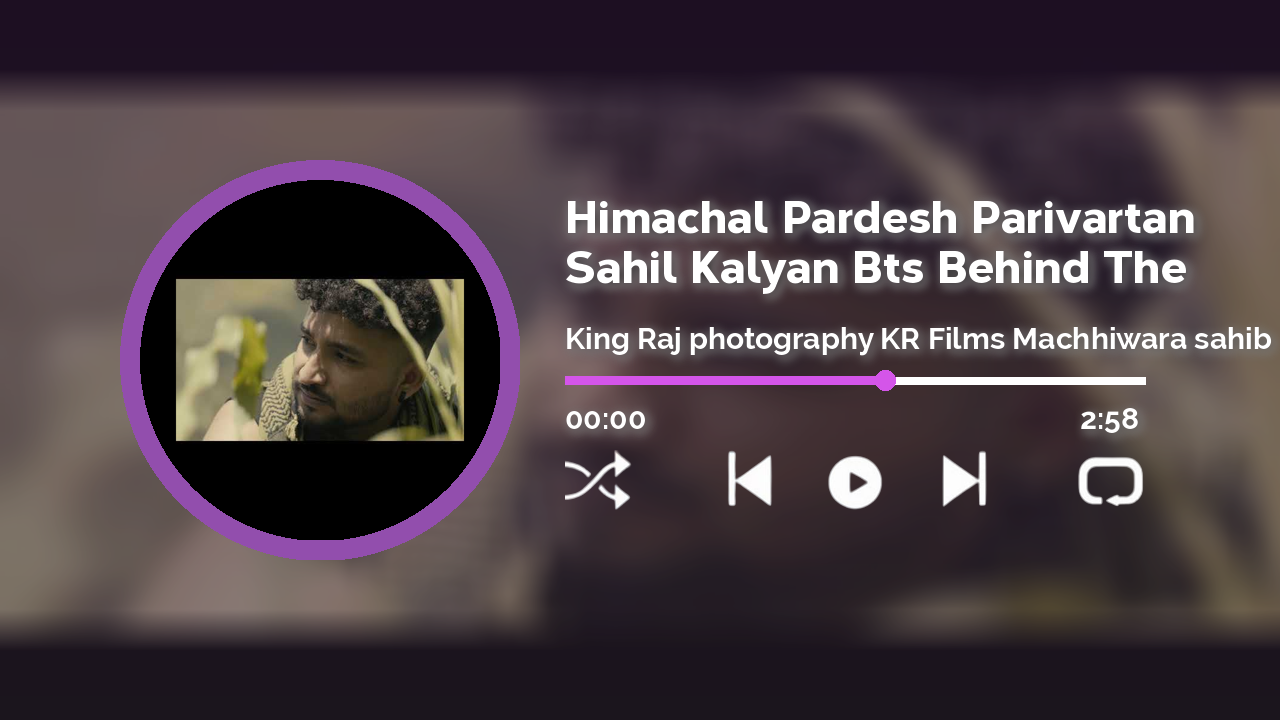 Himachal Pardesh Parivartan
Sahil Kalyan Bts Behind The
King Raj photography KR Films Machhiwara sahib
00:00
2:58